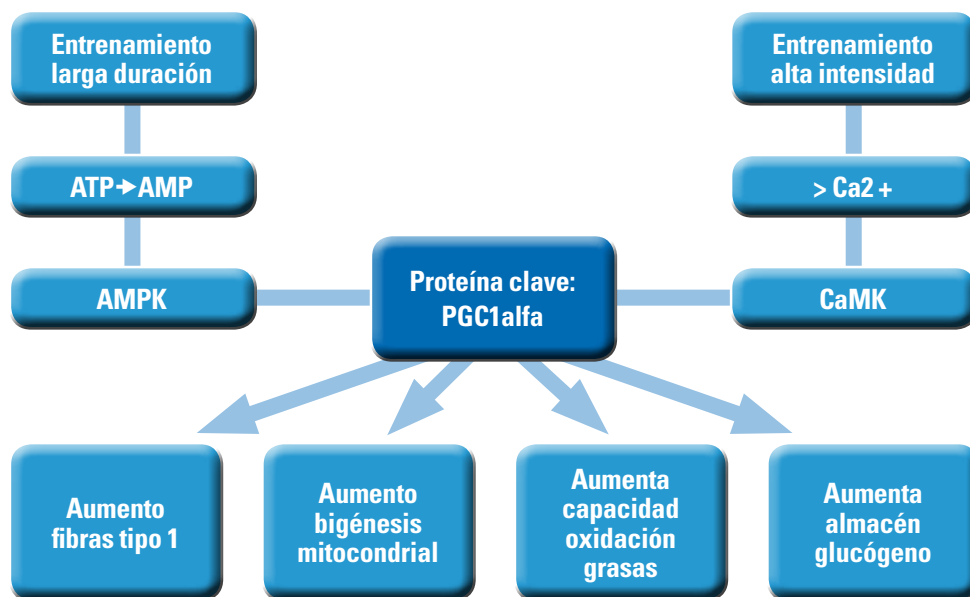 Entrenamiento
larga duración
Entrenamiento
alta intensidad
ATP→AMP
> Ca2 +
AMPK
Proteína clave:
PGC1alfa
CaMK
Aumento
fibras tipo 1
Aumento
bigénesis
mitocondrial
Aumenta
capacidad
oxidación
grasas
Aumenta
almacén
glucógeno